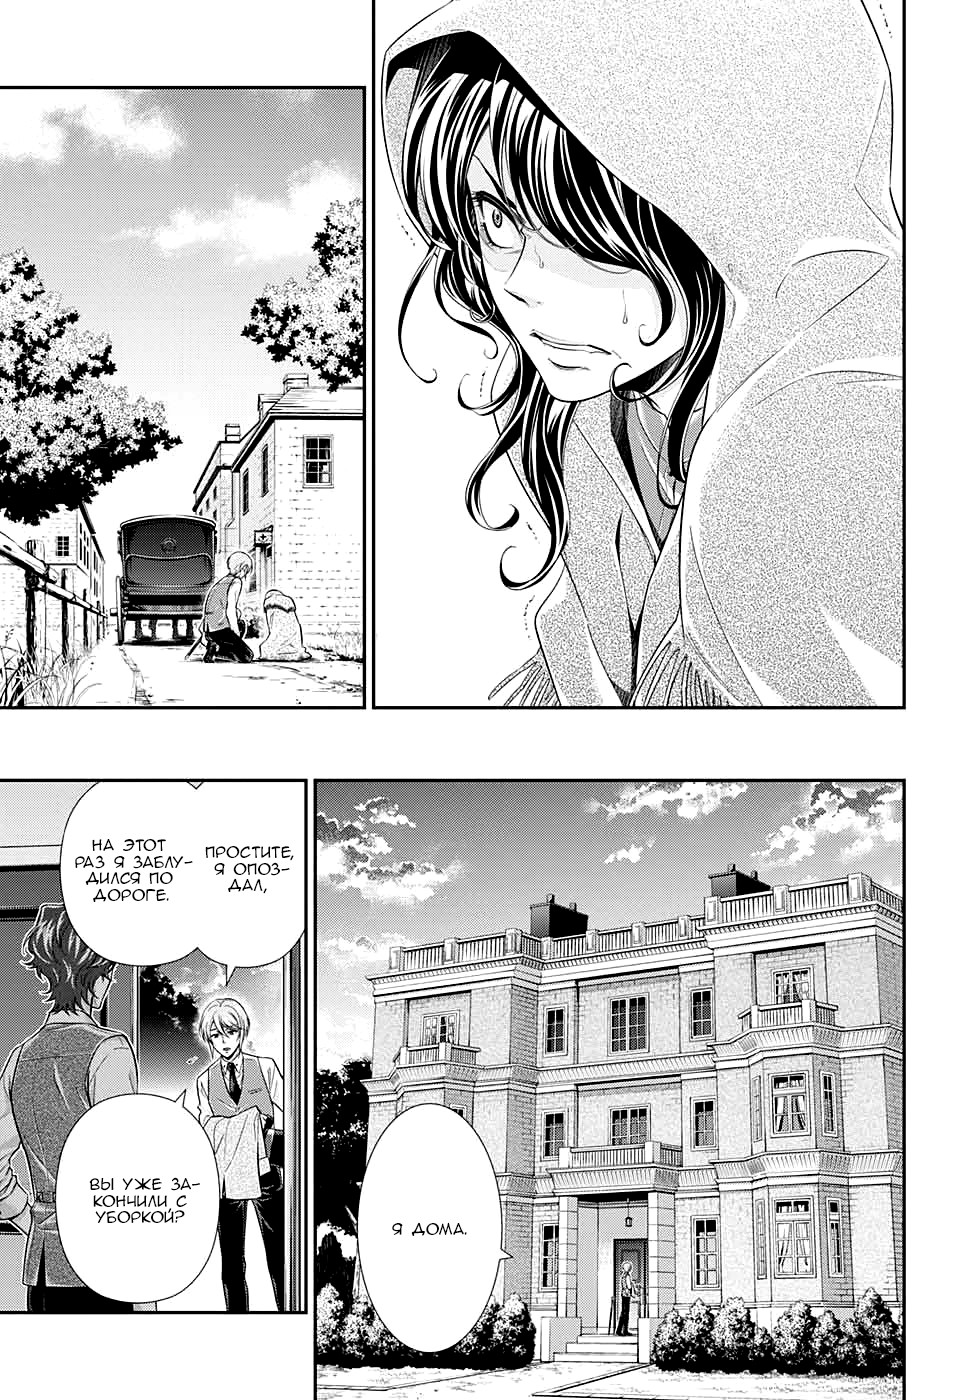 Я ДОМА.
ПРОСТИТЕ,
Я ОПОЗ-
ДАЛ,
НА ЭТОТ
РАЗ Я ЗАБЛУ-
ДИЛСЯ ПО
ДОРОГЕ.
ВЫ УЖЕ ЗА-
КОНЧИЛИ С
УБОРКОЙ?